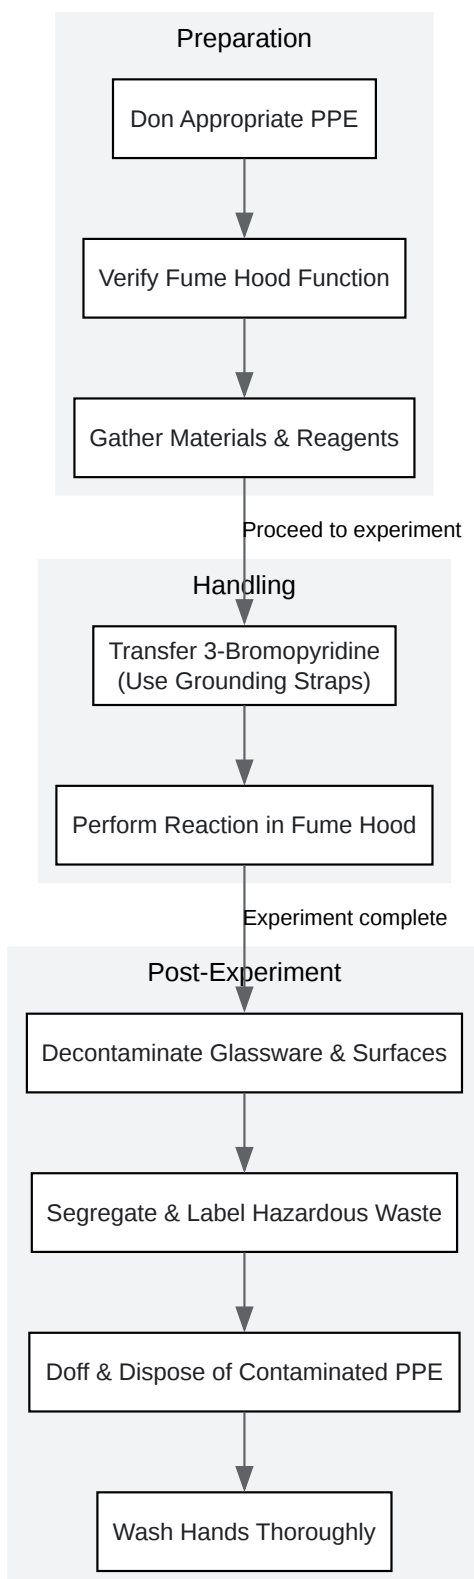 Preparation
Don Appropriate PPE
Verify Fume Hood Function
Gather Materials & Reagents
Proceed to experiment
Handling
Transfer 3-Bromopyridine
(Use Grounding Straps)
Perform Reaction in Fume Hood
Experiment complete
Post-Experiment
Decontaminate Glassware & Surfaces
Segregate & Label Hazardous Waste
Doff & Dispose of Contaminated PPE
Wash Hands Thoroughly